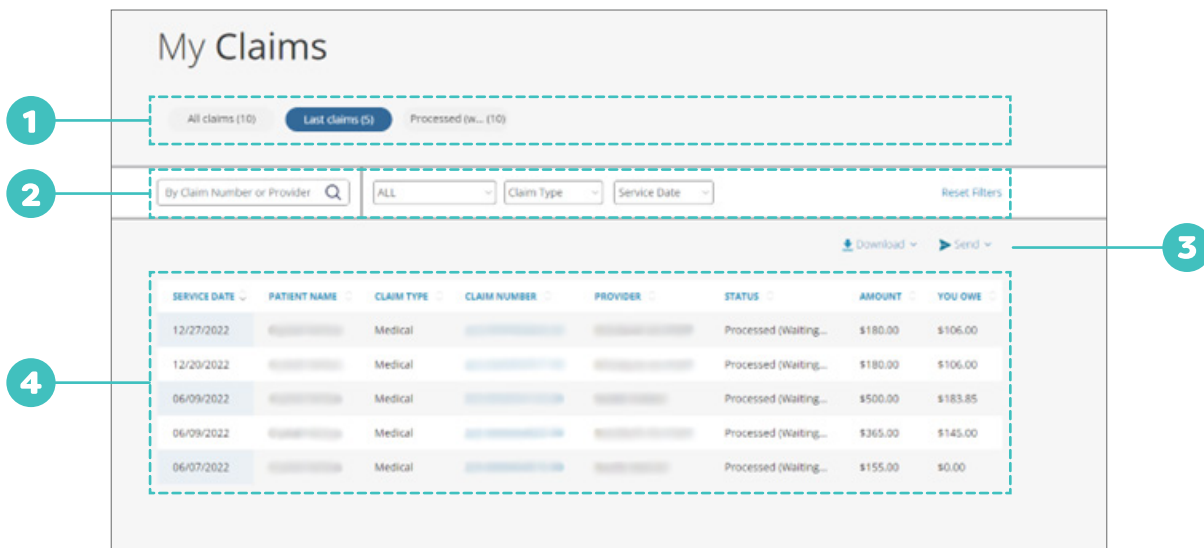 My Claims
1
All claims (10) Last claims (5) Processed (w... (10)
2
By Claim Number or Provider ALL Claim Type Service Date Reset Filters
Download Send
3
SERVICE DATE PATIENT NAME CLAIM TYPE CLAIM NUMBER PROVIDER STATUS AMOUNT YOU OWE
12/27/2022 Medical Processed (Waiting... $180.00 $106.00
12/20/2022 Medical Processed (Waiting... $180.00 $106.00
4
06/09/2022 Medical Processed (Waiting... $500.00 $183.85
06/09/2022 Medical Processed (Waiting... $365.00 $145.00
06/07/2022 Medical Processed (Waiting... $155.00 $0.00